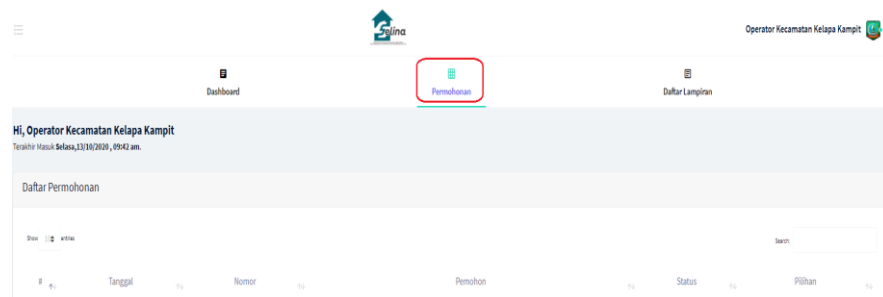 Selina
Operator Kecamatan Kelapa Kampit
Dashboard
Permohonan
Daftar Lampiran
Hi, Operator Kecamatan Kelapa Kampit
Terakhir Masuk Selasa,13/10/2020 , 09:42 am.
Daftar Permohonan
Show entries
Search:
# Tanggal Nomor Pemohon Status Pilihan